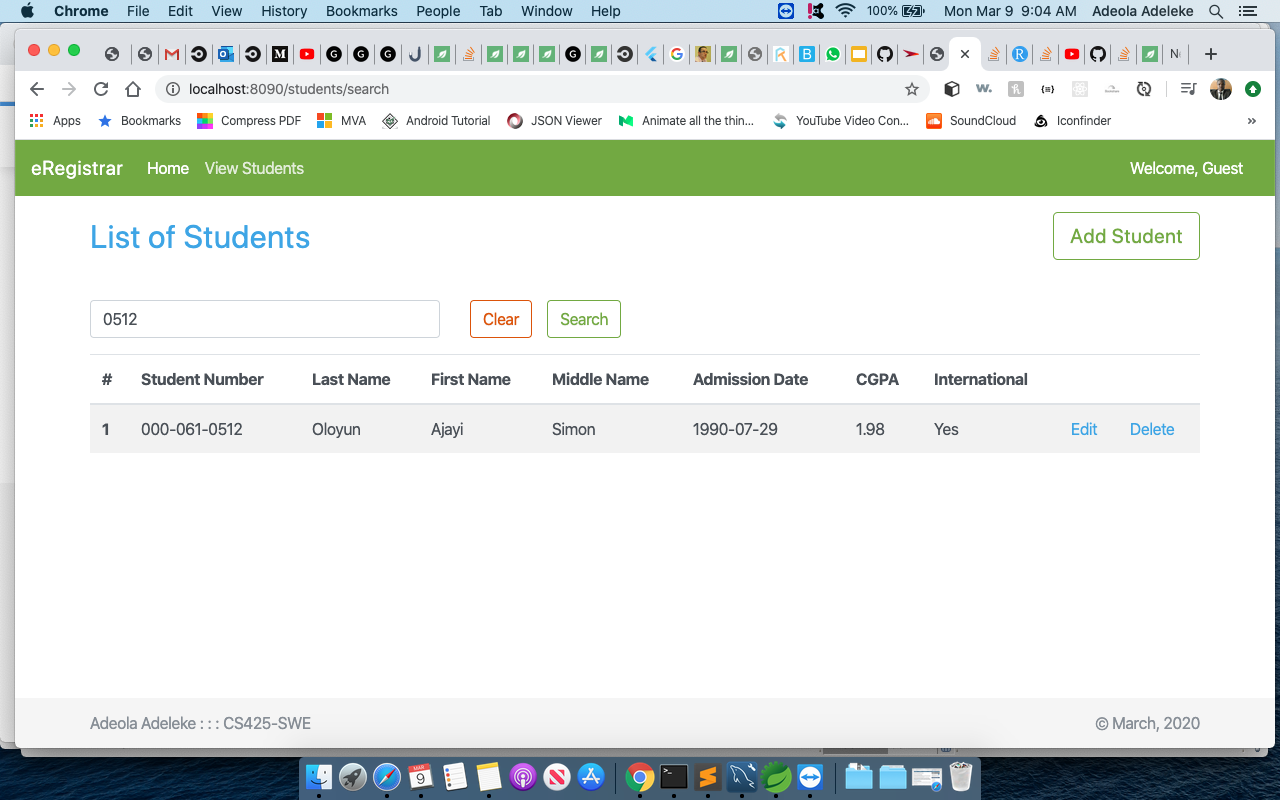 Chrome File Edit View History Bookmarks People Tab Window Help 100% Mon Mar 9 9:04 AM Adeola Adeleke
localhost:8090/students/search
Apps Bookmarks Compress PDF MVA Android Tutorial JSON Viewer Animate all the thin... YouTube Video Con... SoundCloud Iconfinder »
eRegistrar Home View Students Welcome, Guest
List of Students Add Student
0512 Clear Search
# Student Number Last Name First Name Middle Name Admission Date CGPA International
1 000-061-0512 Oloyun Ajayi Simon 1990-07-29 1.98 Yes Edit Delete
Adeola Adeleke : : : CS425-SWE © March, 2020
MAR
9